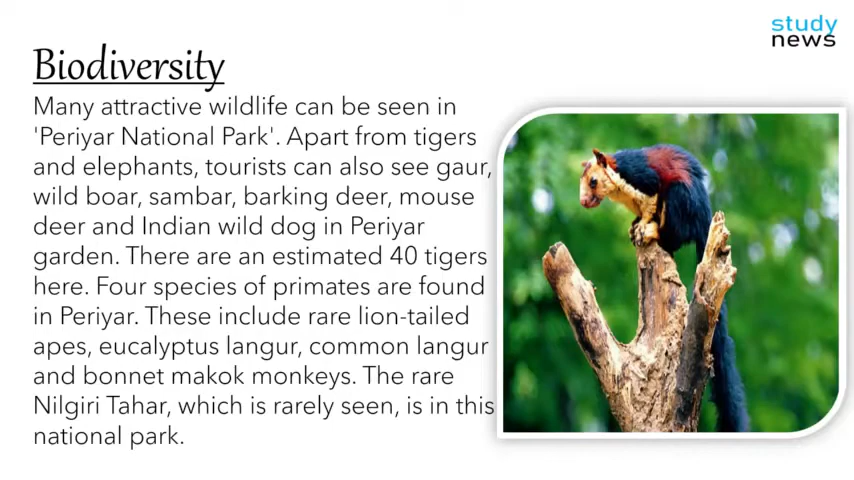 study
news
Biodiversity
Many attractive wildlife can be seen in
'Periyar National Park'. Apart from tigers
and elephants, tourists can also see gaur,
wild boar, sambar, barking deer, mouse
deer and Indian wild dog in Periyar
garden. There are an estimated 40 tigers
here. Four species of primates are found
in Periyar. These include rare lion-tailed
apes, eucalyptus langur, common langur
and bonnet makok monkeys. The rare
Nilgiri Tahar, which is rarely seen, is in this
national park.